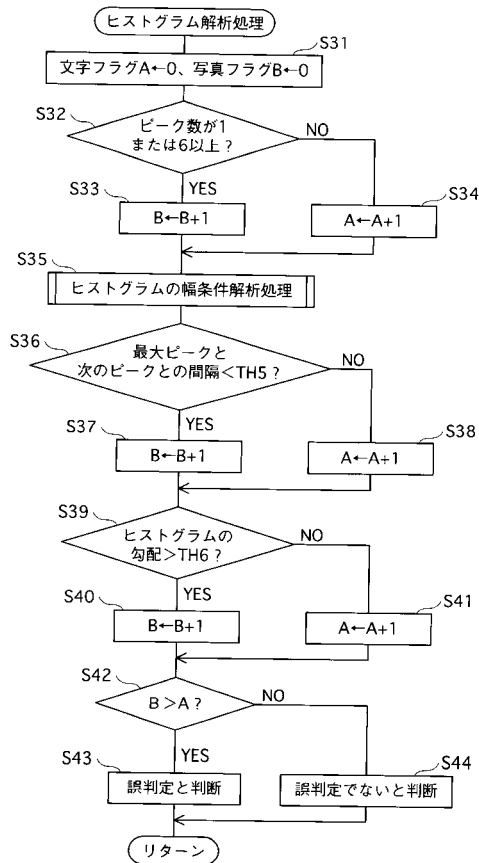 ヒストグラム解析処理
S31
文字フラグA←0、写真フラグB←0
S32
ピーク数が1
または6以上?
NO
YES
S33
B←B+1
S34
A←A+1
S35
ヒストグラムの幅条件解析処理
S36
最大ピークと
次のピークとの間隔<TH5?
NO
YES
S37
B←B+1
S38
A←A+1
S39
ヒストグラムの
勾配>TH6?
NO
YES
S40
B←B+1
S41
A←A+1
S42
B>A?
NO
YES
S43
誤判定と判断
S44
誤判定でないと判断
リターン